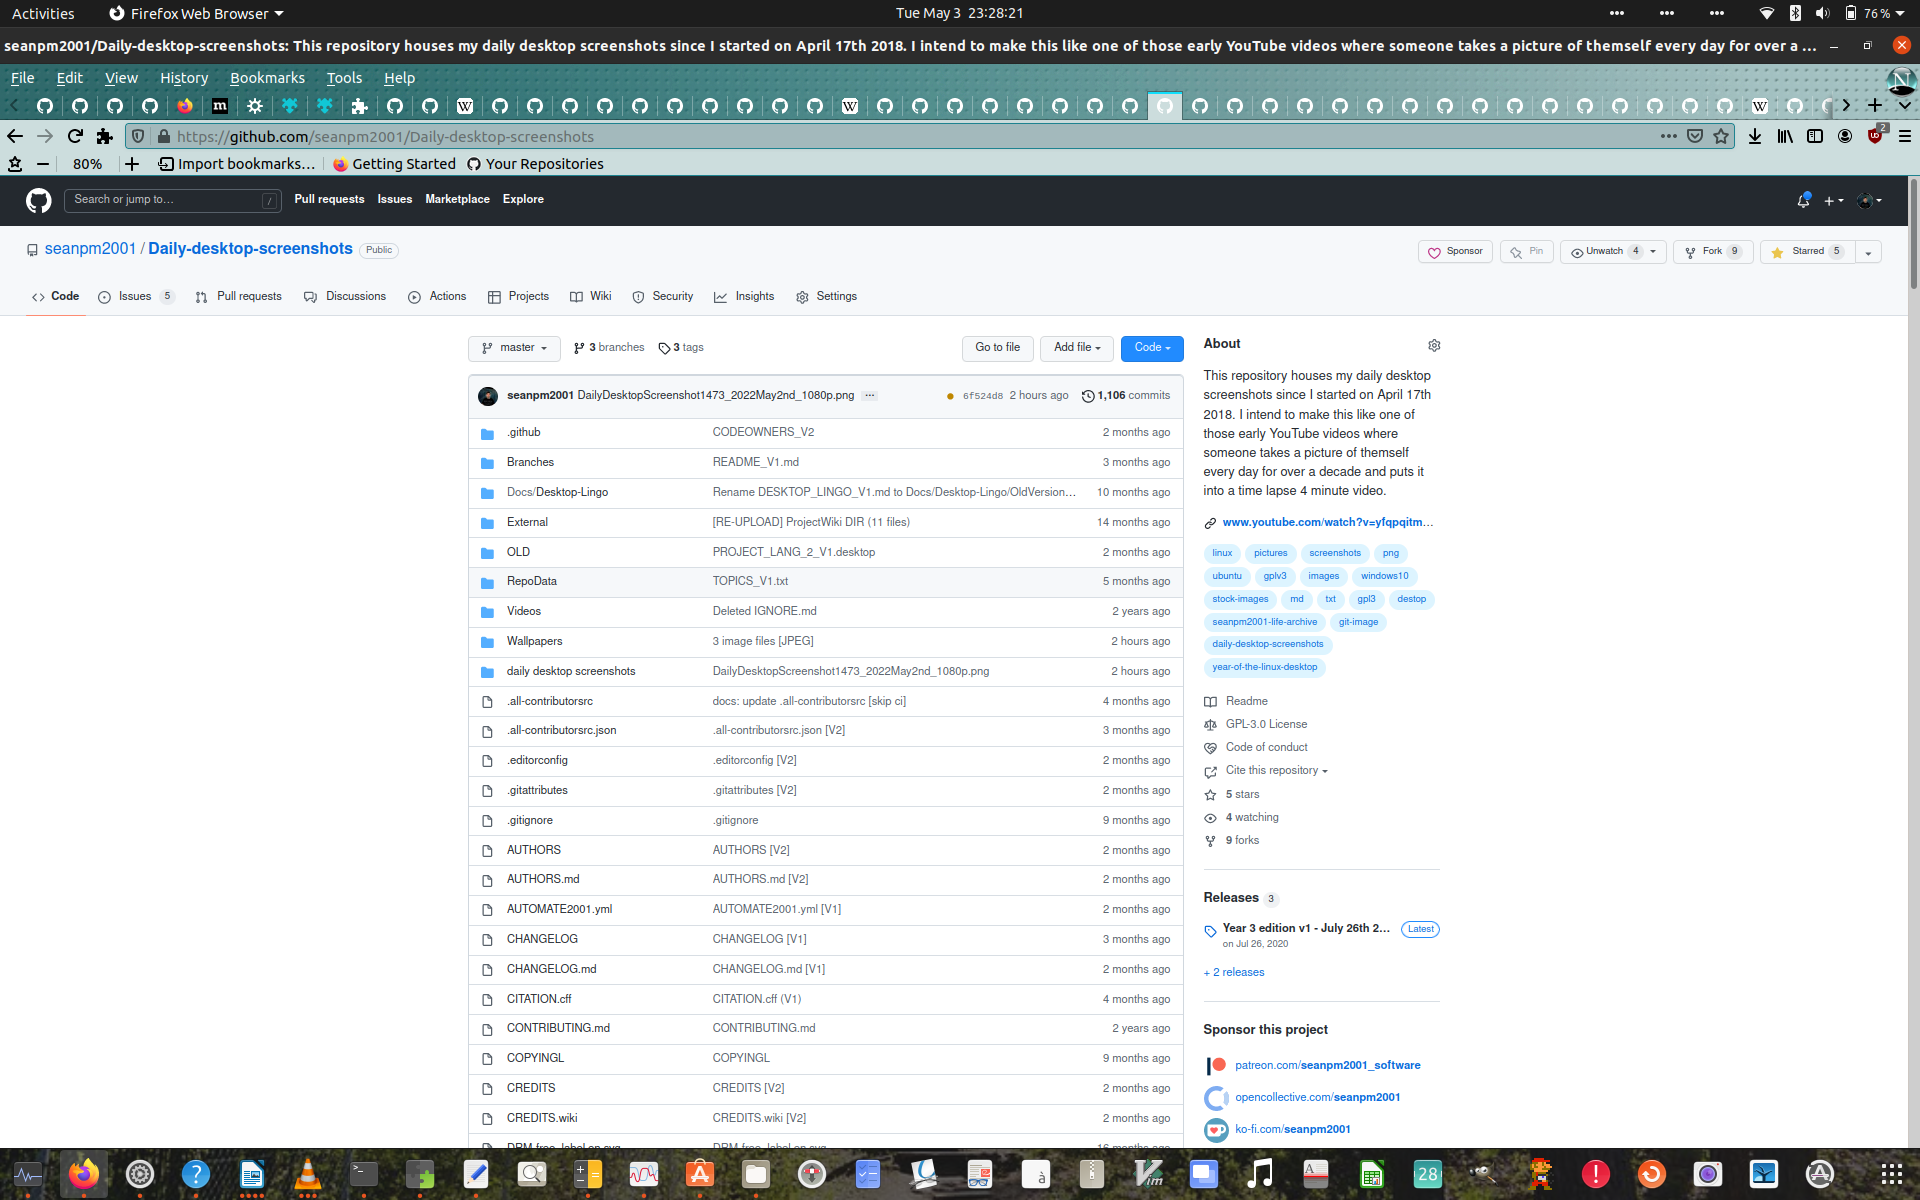 Activities
Firefox Web Browser
Tue May 3 23:28:21
76 %
seanpm2001/Daily-desktop-screenshots: This repository houses my daily desktop screenshots since I started on April 17th 2018. I intend to make this like one of those early YouTube videos where someone takes a picture of themself every day for over a ...
File Edit View History Bookmarks Tools Help
https://github.com/seanpm2001/Daily-desktop-screenshots
2
80%
Import bookmarks...
Getting Started
Your Repositories
Search or jump to...
/
Pull requests Issues Marketplace Explore
seanpm2001 / Daily-desktop-screenshots
Public
Sponsor
Pin
Unwatch 4
Fork 9
Starred 5
Code
Issues 5
Pull requests
Discussions
Actions
Projects
Wiki
Security
Insights
Settings
master
3 branches
3 tags
Go to file
Add file
Code
seanpm2001 DailyDesktopScreenshot1473_2022May2nd_1080p.png ...
6f524d8 2 hours ago
1,106 commits
.github CODEOWNERS_V2 2 months ago
Branches README_V1.md 3 months ago
Docs/Desktop-Lingo Rename DESKTOP_LINGO_V1.md to Docs/Desktop-Lingo/OldVersion... 10 months ago
External [RE-UPLOAD] ProjectWiki DIR (11 files) 14 months ago
OLD PROJECT_LANG_2_V1.desktop 2 months ago
RepoData TOPICS_V1.txt 5 months ago
Videos Deleted IGNORE.md 2 years ago
Wallpapers 3 image files [JPEG] 2 hours ago
daily desktop screenshots DailyDesktopScreenshot1473_2022May2nd_1080p.png 2 hours ago
.all-contributorsrc docs: update .all-contributorsrc [skip ci] 4 months ago
.all-contributorsrc.json .all-contributorsrc.json [V2] 3 months ago
.editorconfig .editorconfig [V2] 2 months ago
.gitattributes .gitattributes [V2] 2 months ago
.gitignore .gitignore 9 months ago
AUTHORS AUTHORS [V2] 2 months ago
AUTHORS.md AUTHORS.md [V2] 2 months ago
AUTOMATE2001.yml AUTOMATE2001.yml [V1] 2 months ago
CHANGELOG CHANGELOG [V1] 3 months ago
CHANGELOG.md CHANGELOG.md [V1] 2 months ago
CITATION.cff CITATION.cff (V1) 4 months ago
CONTRIBUTING.md CONTRIBUTING.md 2 years ago
COPYINGL COPYINGL 9 months ago
CREDITS CREDITS [V2] 2 months ago
CREDITS.wiki CREDITS.wiki [V2] 2 months ago
About
This repository houses my daily desktop
screenshots since I started on April 17th
2018. I intend to make this like one of
those early YouTube videos where
someone takes a picture of themself
every day for over a decade and puts it
into a time lapse 4 minute video.
www.youtube.com/watch?v=yfqpqitm...
linux pictures screenshots png
ubuntu gplv3 images windows10
stock-images md txt gpl3 destop
seanpm2001-life-archive git-image
daily-desktop-screenshots
year-of-the-linux-desktop
Readme
GPL-3.0 License
Code of conduct
Cite this repository
5 stars
4 watching
9 forks
Releases 3
Year 3 edition v1 - July 26th 2... Latest
on Jul 26, 2020
+ 2 releases
Sponsor this project
patreon.com/seanpm2001_software
opencollective.com/seanpm2001
ko-fi.com/seanpm2001
28